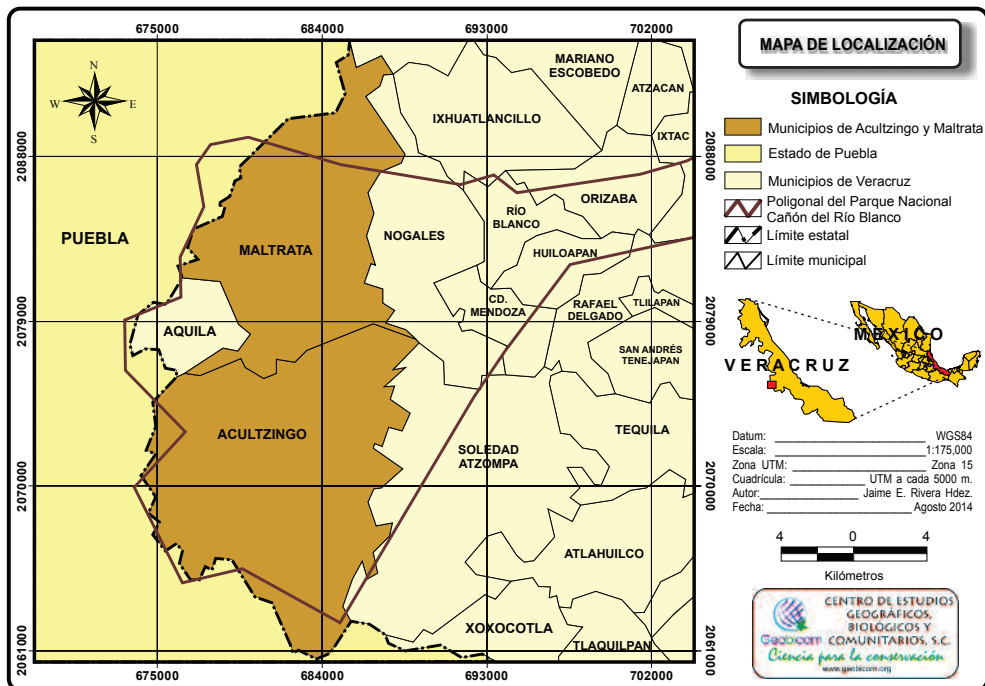 675000
684000
693000
702000
N
W
E
S
MARIANO
ESCOBEDO
ATZACAN
IXHUATLANCILLO
IXTAC
2088000
2088000
ORIZABA
RÍO
BLANCO
PUEBLA
MALTRATA
NOGALES
HUILOAPAN
CD.
MENDOZA
RAFAEL
DELGADO
TLILAPAN
2079000
2079000
AQUILA
SAN ANDRÉS
TENEJAPAN
ACULTZINGO
TEQUILA
SOLEDAD
ATZOMPA
2070000
2070000
ATLAHUILCO
XOXOCOTLA
TLAQUILPAN
2061000
2061000
675000
684000
693000
702000
MAPA DE LOCALIZACIÓN
SIMBOLOGÍA
Municipios de Acultzingo y Maltrata
Estado de Puebla
Municipios de Veracruz
Poligonal del Parque Nacional
Cañón del Río Blanco
Límite estatal
Límite municipal
MEXICO
VERACRUZ
Datum: WGS84
Escala: 1:175,000
Zona UTM: Zona 15
Cuadrícula: UTM a cada 5000 m.
Autor: Jaime E. Rivera Hdez.
Fecha: Agosto 2014
4 0 4
Kilómetros
CENTRO DE ESTUDIOS
GEOGRÁFICOS,
BIOLÓGICOS Y
Geobicom COMUNITARIOS, S.C.
Ciencia para la conservación
www.geobicom.org